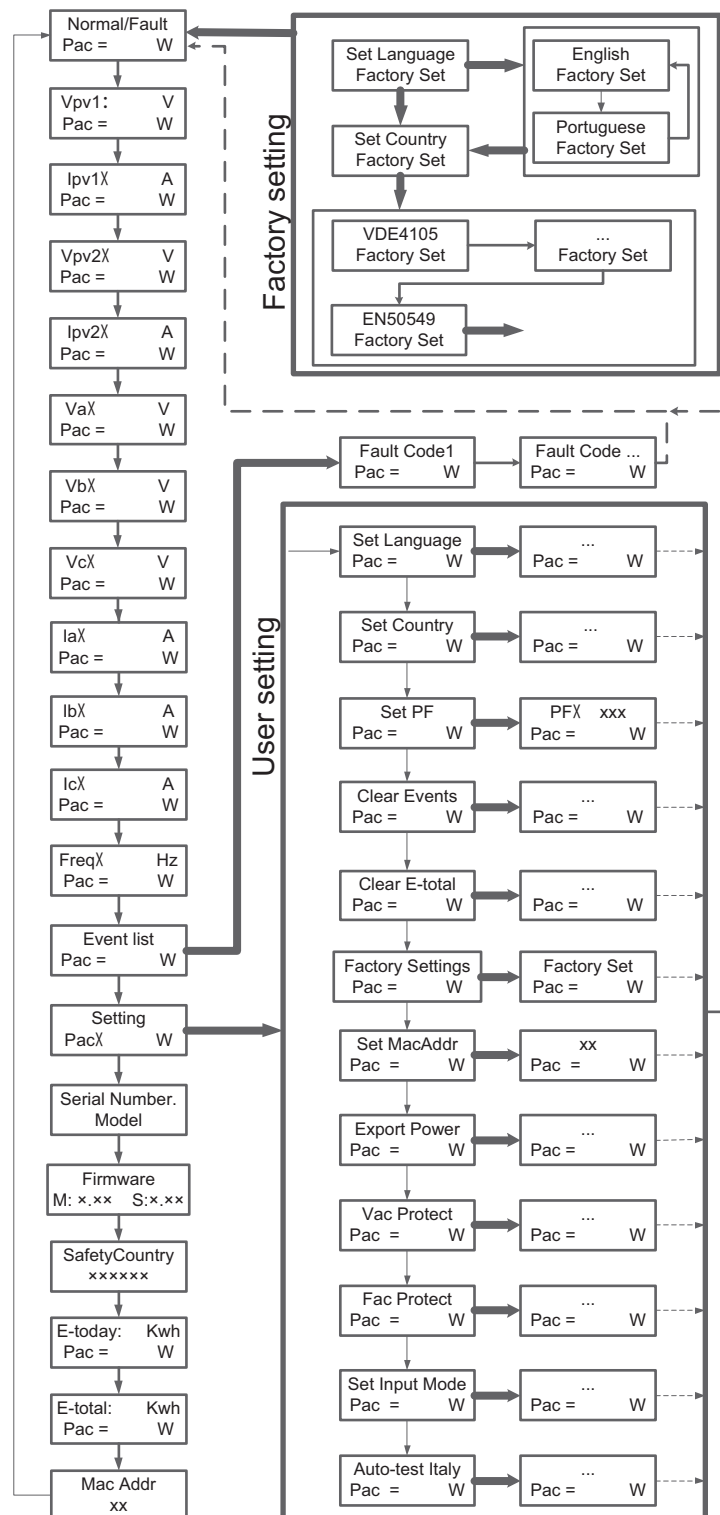 Normal/Fault
Pac = W
Vpv1: V
Pac = W
Ipv1X A
Pac = W
Vpv2X V
Pac = W
Ipv2X A
Pac = W
VaX V
Pac = W
VbX V
Pac = W
VcX V
Pac = W
IaX A
Pac = W
IbX A
Pac = W
IcX A
Pac = W
FreqX Hz
Pac = W
Event list
Pac = W
Setting
PacX W
Serial Number.
Model
Firmware
M: ×.×× S:×.××
SafetyCountry
××××××
E-today: Kwh
Pac = W
E-total: Kwh
Pac = W
Mac Addr
xx
Factory setting
Set Language
Factory Set
English
Factory Set
Portuguese
Factory Set
Set Country
Factory Set
VDE4105
Factory Set
...
Factory Set
EN50549
Factory Set
Fault Code1
Pac = W
Fault Code ...
Pac = W
User setting
Set Language
Pac = W
...
Pac = W
Set Country
Pac = W
...
Pac = W
Set PF
Pac = W
PFX xxx
Pac = W
Clear Events
Pac = W
...
Pac = W
Clear E-total
Pac = W
...
Pac = W
Factory Settings
Pac = W
Factory Set
Pac = W
Set MacAddr
Pac = W
xx
Pac = W
Export Power
Pac = W
...
Pac = W
Vac Protect
Pac = W
...
Pac = W
Fac Protect
Pac = W
...
Pac = W
Set Input Mode
Pac = W
...
Pac = W
Auto-test Italy
Pac = W
...
Pac = W